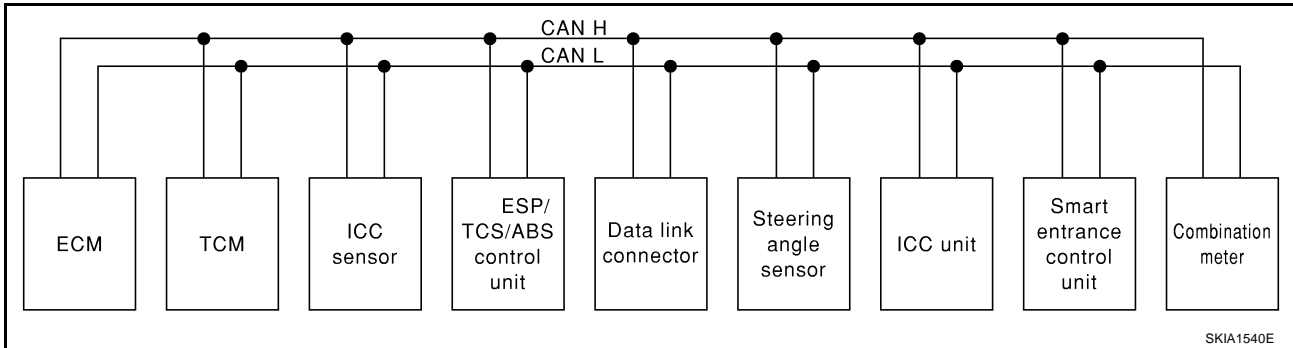 CAN H
CAN L
ECM
TCM
ICC
sensor
ESP/
TCS/ABS
control
unit
Data link
connector
Steering
angle
sensor
ICC unit
Smart
entrance
control
unit
Combination
meter
SKIA1540E